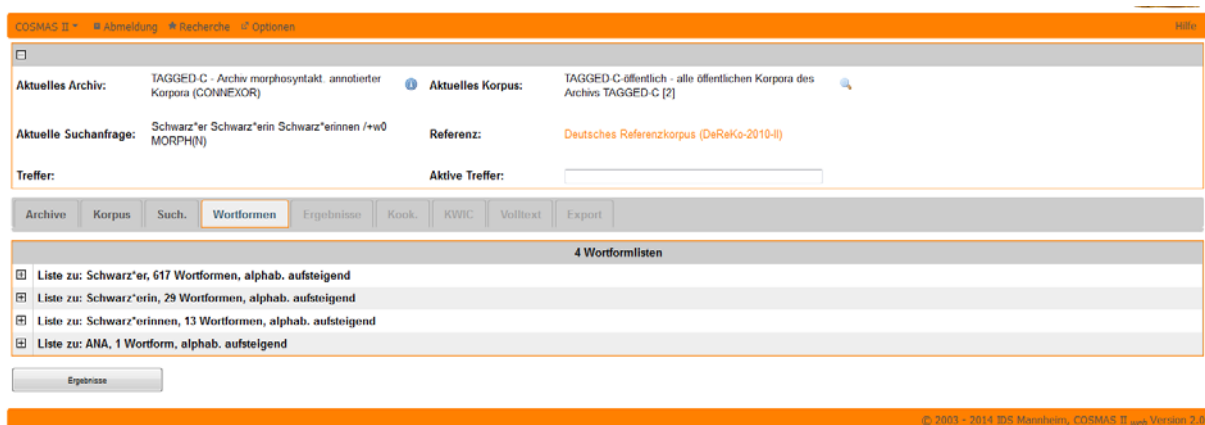 COSMAS II Abmeldung Recherche Optionen Hilfe
Aktuelles Archiv: TAGGED-C - Archiv morphosyntakt. annotierter Korpora (CONNEXOR) Aktuelles Korpus: TAGGED-C-öffentlich - alle öffentlichen Korpora des Archivs TAGGED-C [2]
Aktuelle Suchanfrage: Schwarz*er Schwarz*erin Schwarz*erinnen /+w0 MORPH(N) Referenz: Deutsches Referenzkorpus (DeReKo-2010-II)
Treffer: Aktive Treffer:
Archive Korpus Such. Wortformen Ergebnisse Kook. KWIC Volltext Export
4 Wortformlisten
Liste zu: Schwarz*er, 617 Wortformen, alphab. aufsteigend
Liste zu: Schwarz*erin, 29 Wortformen, alphab. aufsteigend
Liste zu: Schwarz*erinnen, 13 Wortformen, alphab. aufsteigend
Liste zu: ANA, 1 Wortform, alphab. aufsteigend
Ergebnisse
© 2003 - 2014 IDS Mannheim, COSMAS II web Version 2.0